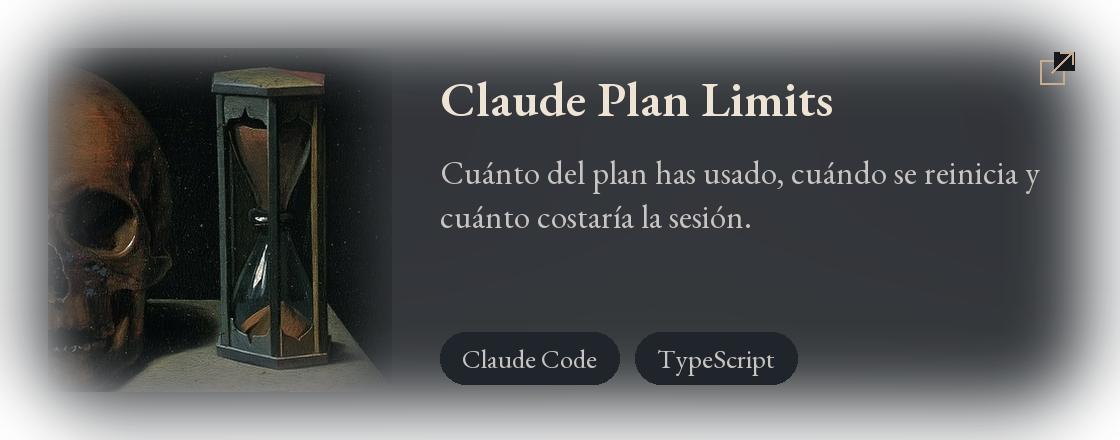 Claude Plan Limits
Cuánto del plan has usado, cuándo se reinicia y
cuánto costaría la sesión.
Claude Code
TypeScript